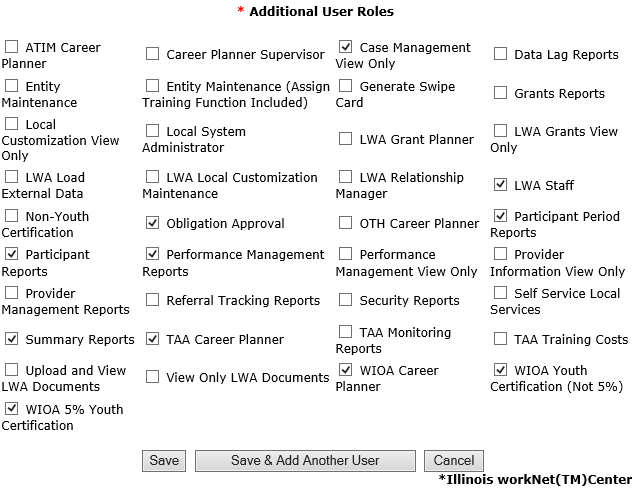 * Additional User Roles
ATIM Career Planner
Career Planner Supervisor
Case Management View Only
Data Lag Reports
Entity Maintenance
Entity Maintenance (Assign Training Function Included)
Generate Swipe Card
Grants Reports
Local Customization View Only
Local System Administrator
LWA Grant Planner
LWA Grants View Only
LWA Load External Data
LWA Local Customization Maintenance
LWA Relationship Manager
LWA Staff
Non-Youth Certification
Obligation Approval
OTH Career Planner
Participant Period Reports
Participant Reports
Performance Management Reports
Performance Management View Only
Provider Information View Only
Provider Management Reports
Referral Tracking Reports
Security Reports
Self Service Local Services
Summary Reports
TAA Career Planner
TAA Monitoring Reports
TAA Training Costs
Upload and View LWA Documents
View Only LWA Documents
WIOA Career Planner
WIOA Youth Certification (Not 5%)
WIOA 5% Youth Certification
Save
Save & Add Another User
Cancel
*Illinois workNet(TM)Center